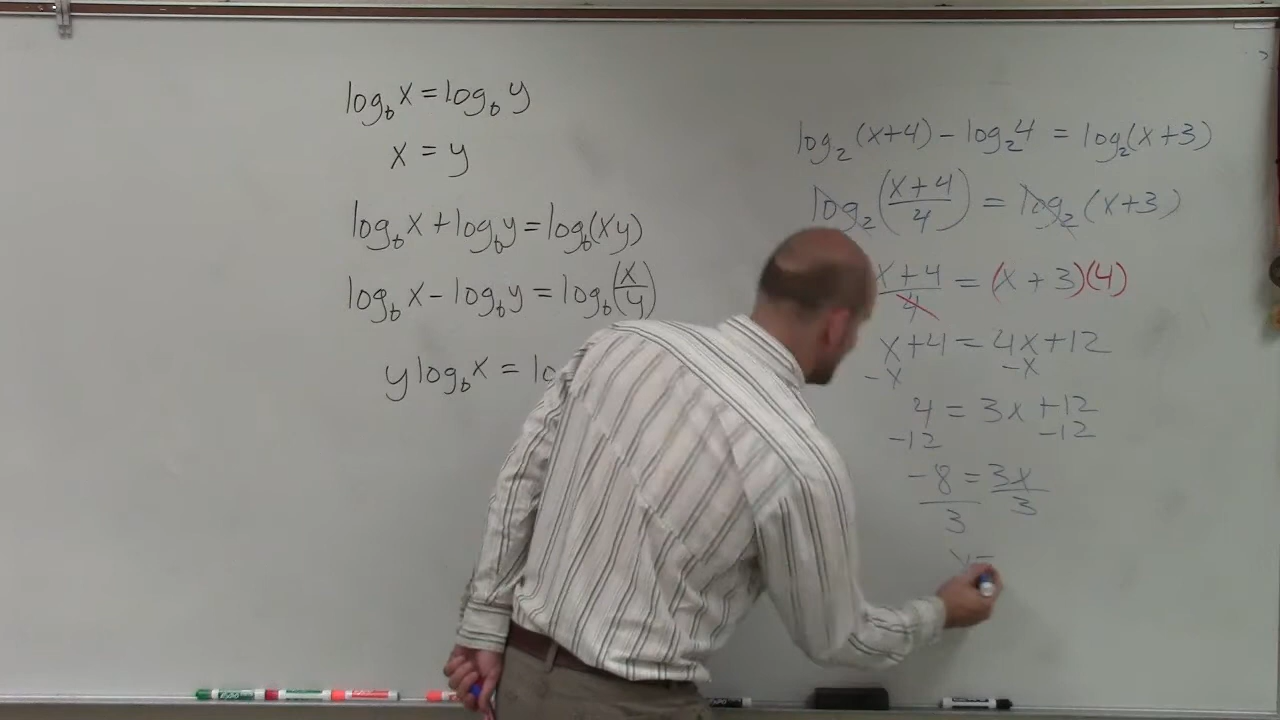 log_b x = log_b y
x = y
log_b x + log_b y = log_b(xy)
log_b x - log_b y = log_b(x/y)
y log_b x =
log_2 (x+4) - log_2 4 = log_2(x+3)
log_2 ((x+4)/4) = log_2 (x+3)
(x+4)/4 = (x+3)(4)
x+4 = 4x+12
-x -x
4 = 3x +12
-12 -12
-8 = 3x
3 3
x =